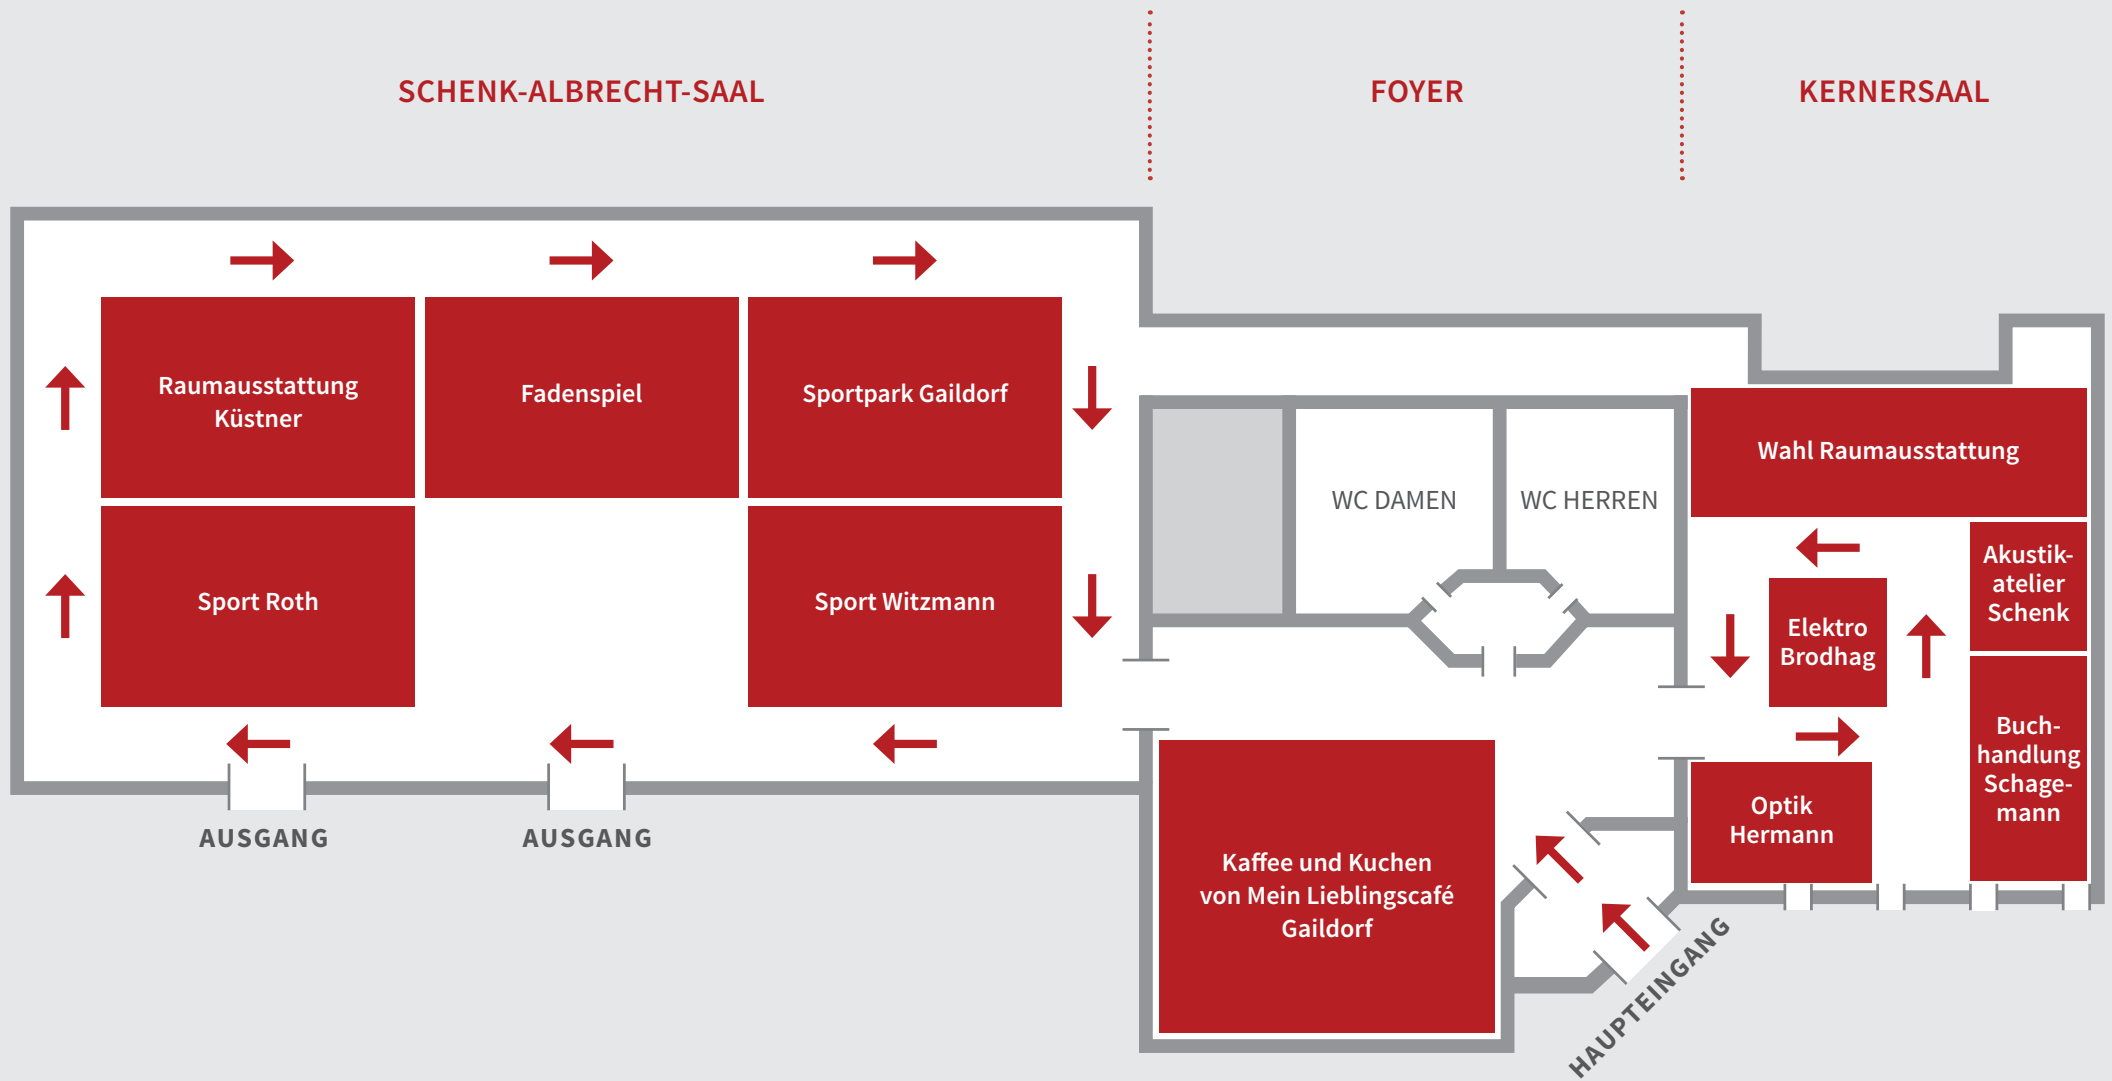 SCHENK-ALBRECHT-SAAL
FOYER
KERNERSAAL
Raumausstattung
Küstner
Fadenspiel
Sportpark Gaildorf
Sport Roth
Sport Witzmann
AUSGANG
AUSGANG
WC DAMEN
WC HERREN
Wahl Raumausstattung
Akustik-
atelier
Schenk
Elektro
Brodhag
Buch-
handlung
Schage-
mann
Optik
Hermann
Kaffee und Kuchen
von Mein Lieblingscafé
Gaildorf
HAUPTEINGANG